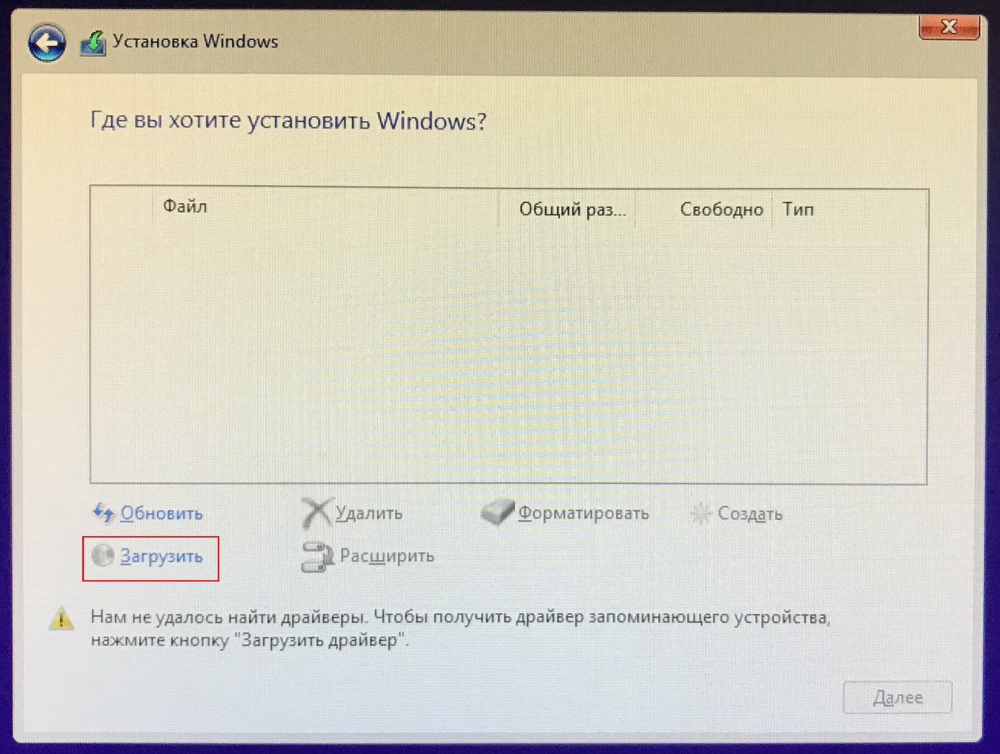 Установка Windows
Где вы хотите установить Windows?
Файл Общий раз... Свободно Тип
Обновить Удалить Форматировать Создать
Загрузить Расширить
Нам не удалось найти драйверы. Чтобы получить драйвер запоминающего устройства,
нажмите кнопку "Загрузить драйвер".
Далее